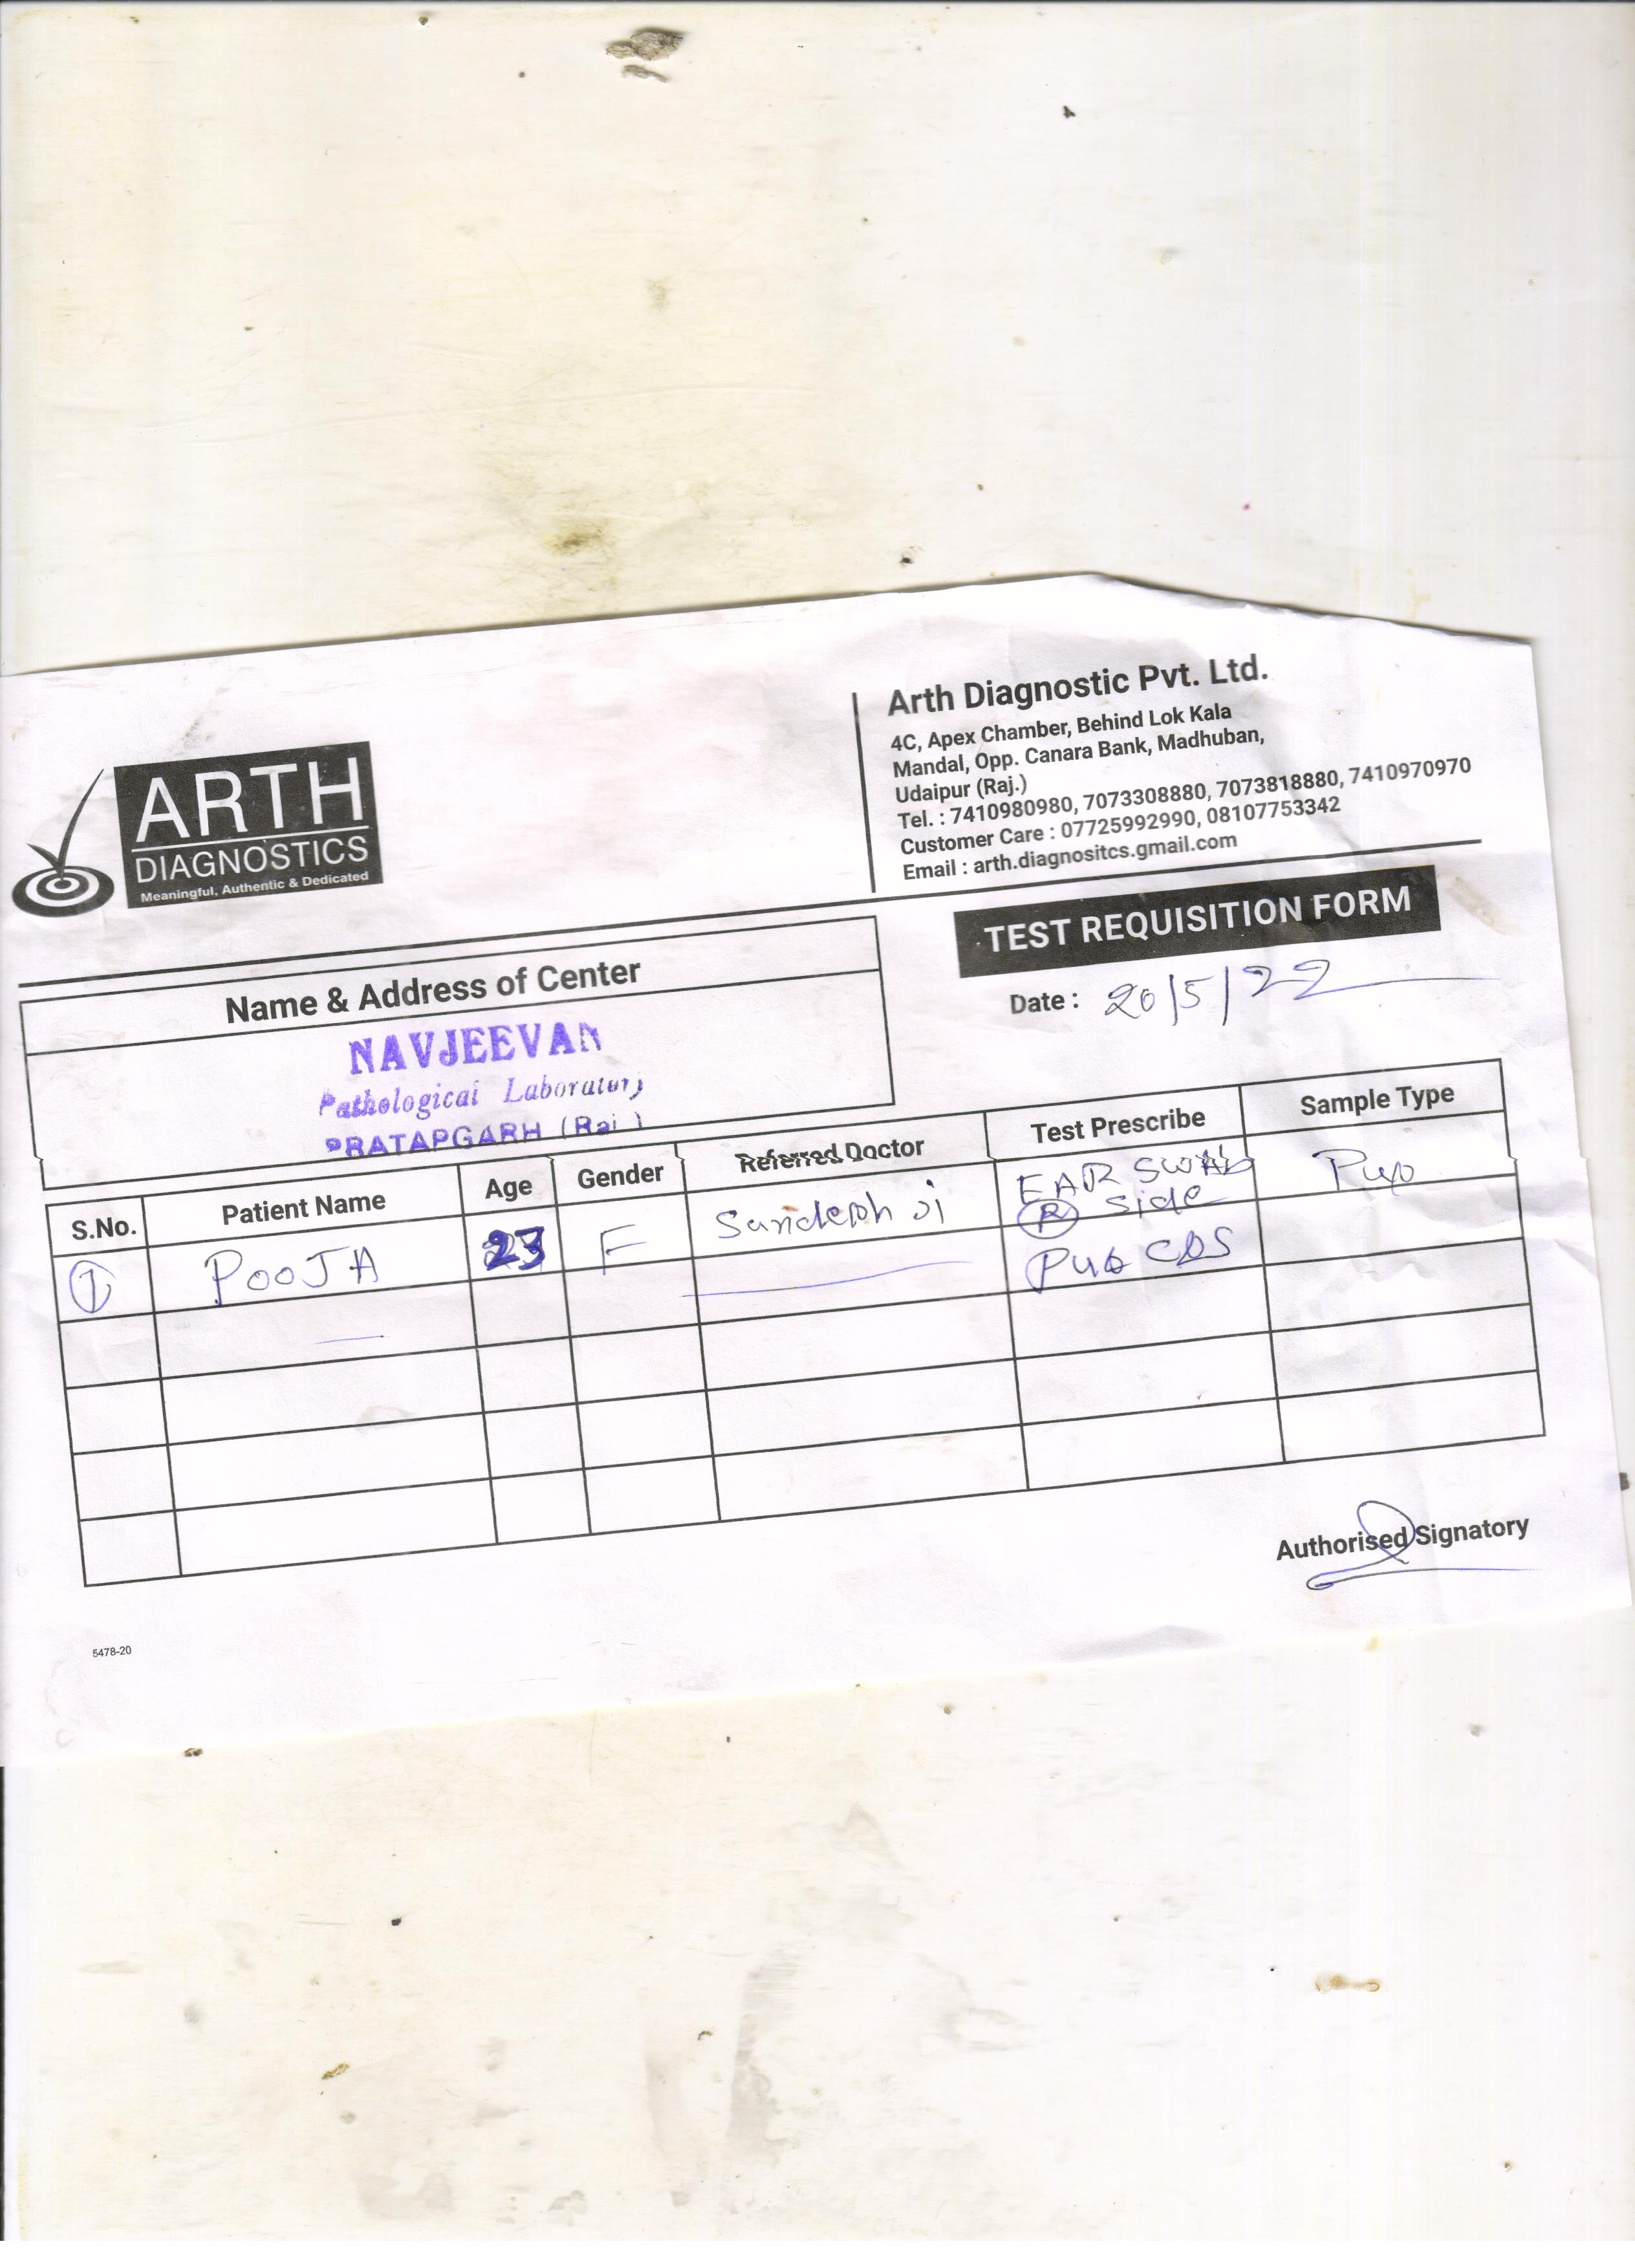 ARTH
DIAGNOSTICS
Meaningful, Authentic & Dedicated
Arth Diagnostic Pvt. Ltd.
4C, Apex Chamber, Behind Lok Kala
Mandal, Opp. Canara Bank, Madhuban,
Udaipur (Raj.)
Tel. : 7410980980, 7073308880, 7073818880, 7410970970
Customer Care : 07725992990, 08107753342
Email : arth.diagnositcs.gmail.com
TEST REQUISITION FORM
Date : 20/5/22
Name & Address of Center
NAVJEEVAN
Pathological Laboratory
PRATAPGARH (Raj.)
S.No. Patient Name Age Gender Referred Doctor Test Prescribe Sample Type
1 POOJA 23 F Sandesh Ji EAR SWAb Pus
R side
Pus C&S
Authorised Signatory
5478-20